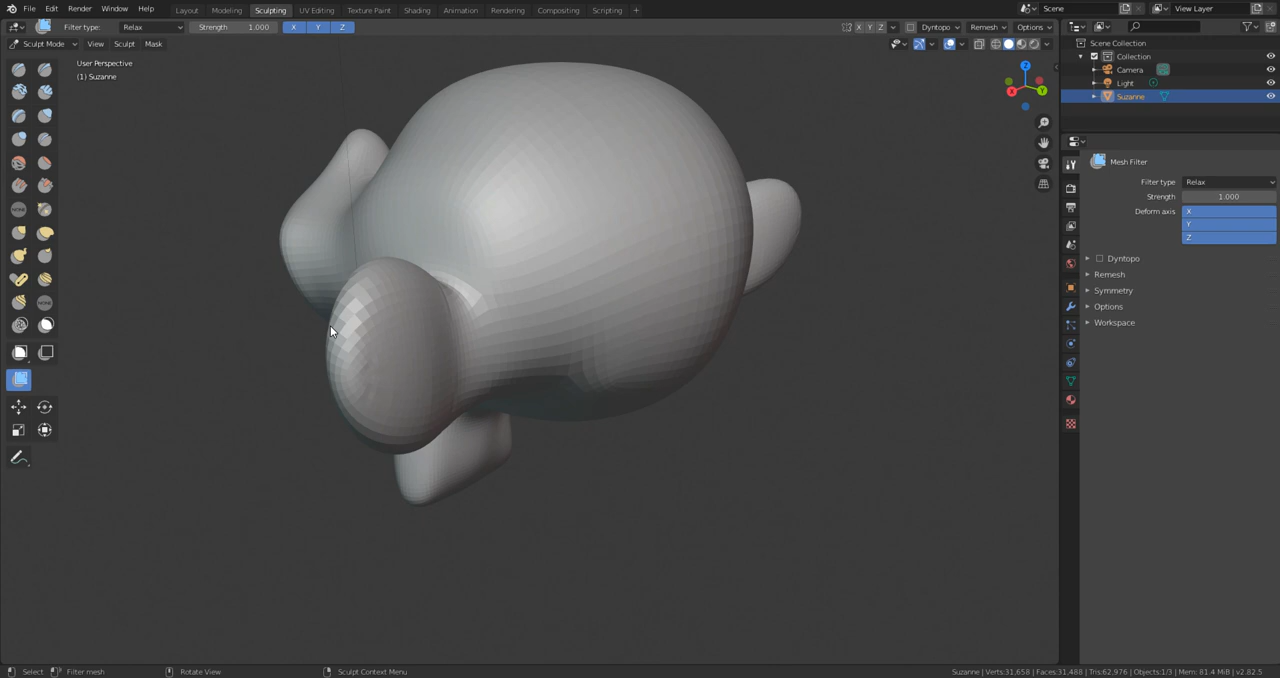 File Edit Render Window Help Layout Modeling Sculpting UV Editing Texture Paint Shading Animation Rendering Compositing Scripting + Scene View Layer
Filter type: Relax Strength 1.000 X Y Z X Y Z Dyntopo Remesh Options
Sculpt Mode View Sculpt Mask
User Perspective
(1) Suzanne
Z
X Y
NONE
NONE
Scene Collection
Collection
Camera
Light
Suzanne
Mesh Filter
Filter type Relax
Strength 1.000
Deform axis X
Y
Z
Dyntopo
Remesh
Symmetry
Options
Workspace
Select Filter mesh Rotate View Sculpt Context Menu Suzanne | Verts:31,658 | Faces:31,488 | Tris:62,976 | Objects:1/3 | Mem: 81.4 MiB | v2.82.5